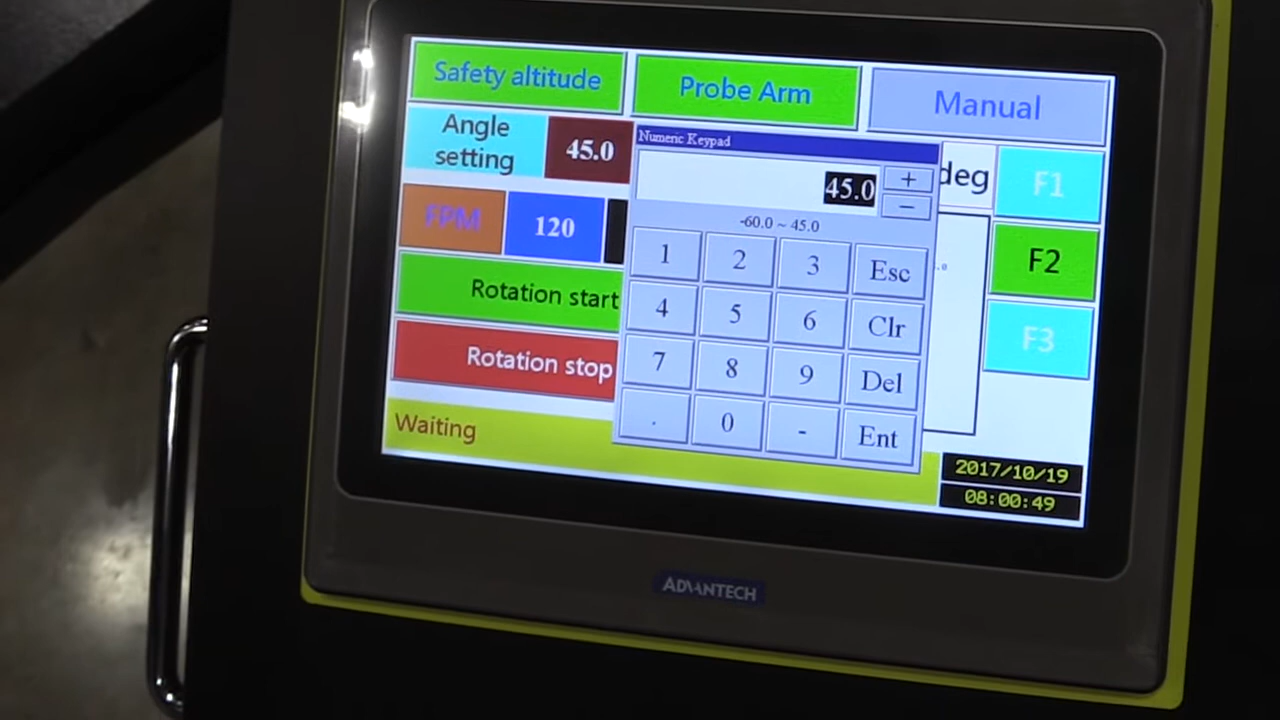 Safety altitude
Probe Arm
Manual
Angle
setting
45.0
Numeric Keypad
45.0
+
-
deg
F1
-60.0 ~ 45.0
FPM
120
1 2 3 Esc
F2
Rotation start
4 5 6 Clr
F3
Rotation stop
7 8 9 Del
. 0 - Ent
Waiting
2017/10/19
08:00:49
ADVANTECH